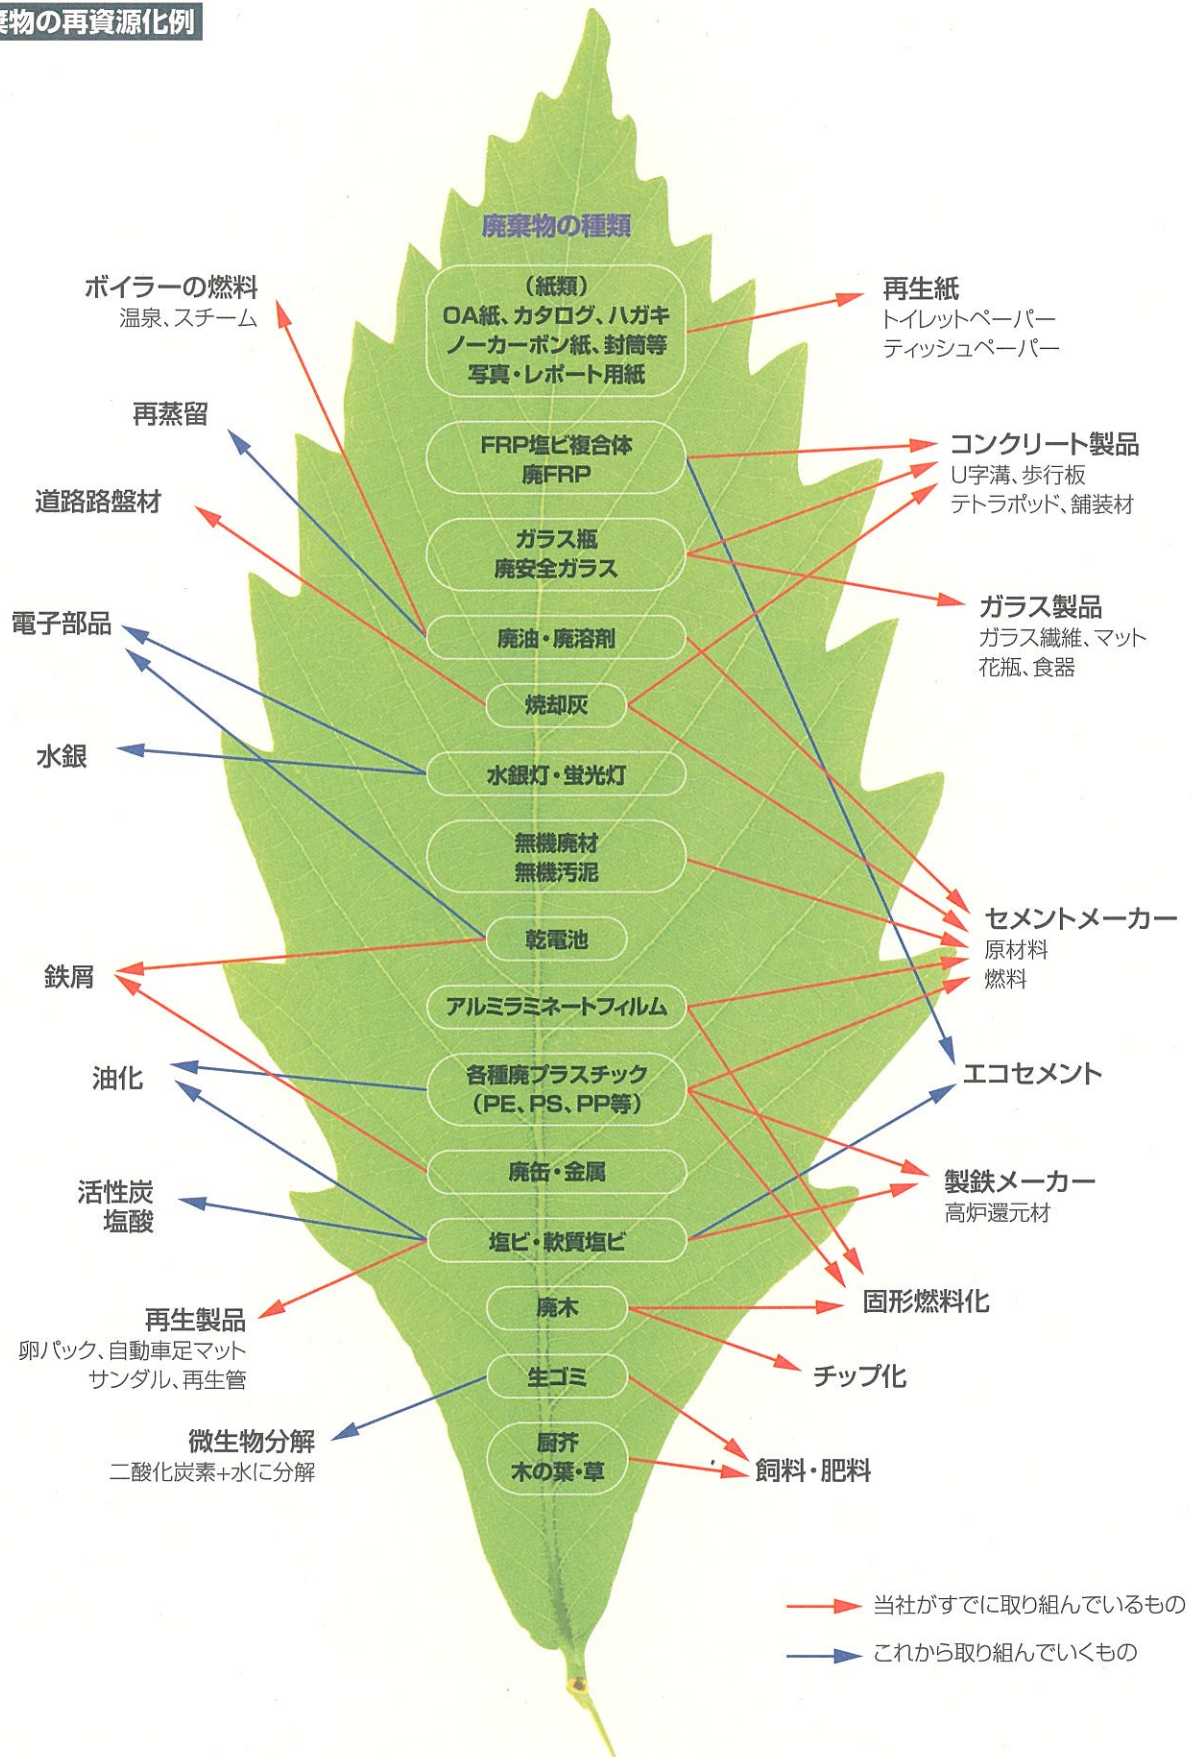 物の再資源化例
廃棄物の種類
(紙類)
OA紙、カタログ、ハガキ
ノーカーボン紙、封筒等
写真・レポート用紙
FRP塩ビ複合体
廃FRP
ガラス瓶
廃安全ガラス
廃油・廃溶剤
焼却灰
水銀灯・蛍光灯
無機廃材
無機汚泥
乾電池
アルミラミネートフィルム
各種廃プラスチック
(PE、PS、PP等)
廃缶・金属
塩ビ・軟質塩ビ
廃木
生ゴミ
厨芥
木の葉・草
ボイラーの燃料
温泉、スチーム
再蒸留
道路路盤材
電子部品
水銀
鉄屑
油化
活性炭
塩酸
再生製品
卵パック、自動車足マット
サンダル、再生管
微生物分解
二酸化炭素+水に分解
再生紙
トイレットペーパー
ティッシュペーパー
コンクリート製品
U字溝、歩行板
テトラポッド、舗装材
ガラス製品
ガラス繊維、マット
花瓶、食器
セメントメーカー
原材料
燃料
エコセメント
製鉄メーカー
高炉還元材
固形燃料化
チップ化
飼料・肥料
当社がすでに取り組んでいるもの
これから取り組んでいくもの